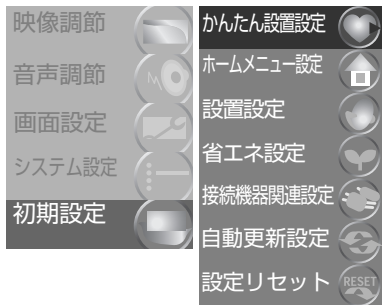 映像調節
音声調節
画面設定
システム設定
初期設定
かんたん設置設定
ホームメニュー設定
設置設定
省エネ設定
接続機器関連設定
自動更新設定
設定リセット
RESET